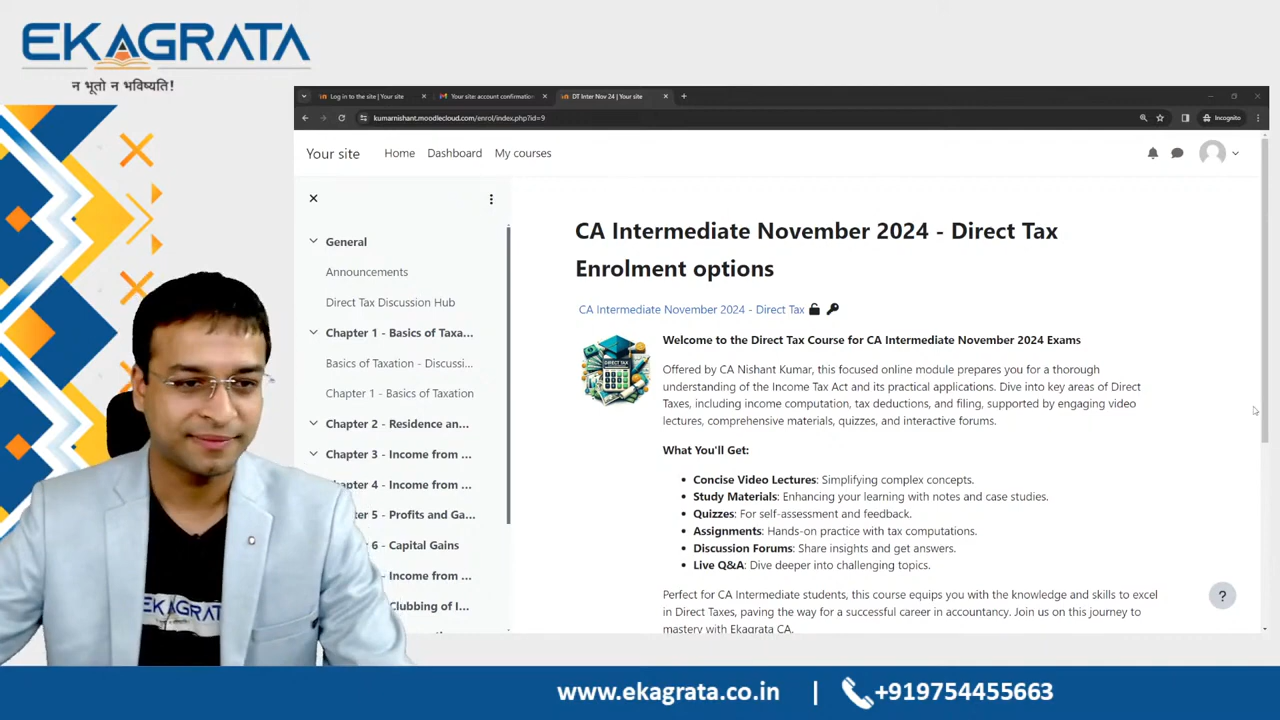 EKAGRATA
न भूतो न भविष्यति!
Log in to the site | Your site
Your site: account confirmation
DT Inter Nov 24 | Your site
kumarnishant.moodlecloud.com/enrol/index.php?id=9
Incognito
Your site
Home
Dashboard
My courses
General
Announcements
Direct Tax Discussion Hub
Chapter 1 - Basics of Taxa...
Basics of Taxation - Discussi...
Chapter 1 - Basics of Taxation
Chapter 2 - Residence an...
Chapter 3 - Income from ...
Chapter 4 - Income from ...
ter 5 - Profits and Ga...
6 - Capital Gains
- Income from ...
Clubbing of I...
CA Intermediate November 2024 - Direct Tax
Enrolment options
CA Intermediate November 2024 - Direct Tax
DIRECT TAX
Welcome to the Direct Tax Course for CA Intermediate November 2024 Exams
Offered by CA Nishant Kumar, this focused online module prepares you for a thorough
understanding of the Income Tax Act and its practical applications. Dive into key areas of Direct
Taxes, including income computation, tax deductions, and filing, supported by engaging video
lectures, comprehensive materials, quizzes, and interactive forums.
What You'll Get:
Concise Video Lectures: Simplifying complex concepts.
Study Materials: Enhancing your learning with notes and case studies.
Quizzes: For self-assessment and feedback.
Assignments: Hands-on practice with tax computations.
Discussion Forums: Share insights and get answers.
Live Q&A: Dive deeper into challenging topics.
Perfect for CA Intermediate students, this course equips you with the knowledge and skills to excel
in Direct Taxes, paving the way for a successful career in accountancy. Join us on this journey to
mastery with Ekagrata CA.
?
EKAGRATA
www.ekagrata.co.in | +919754455663